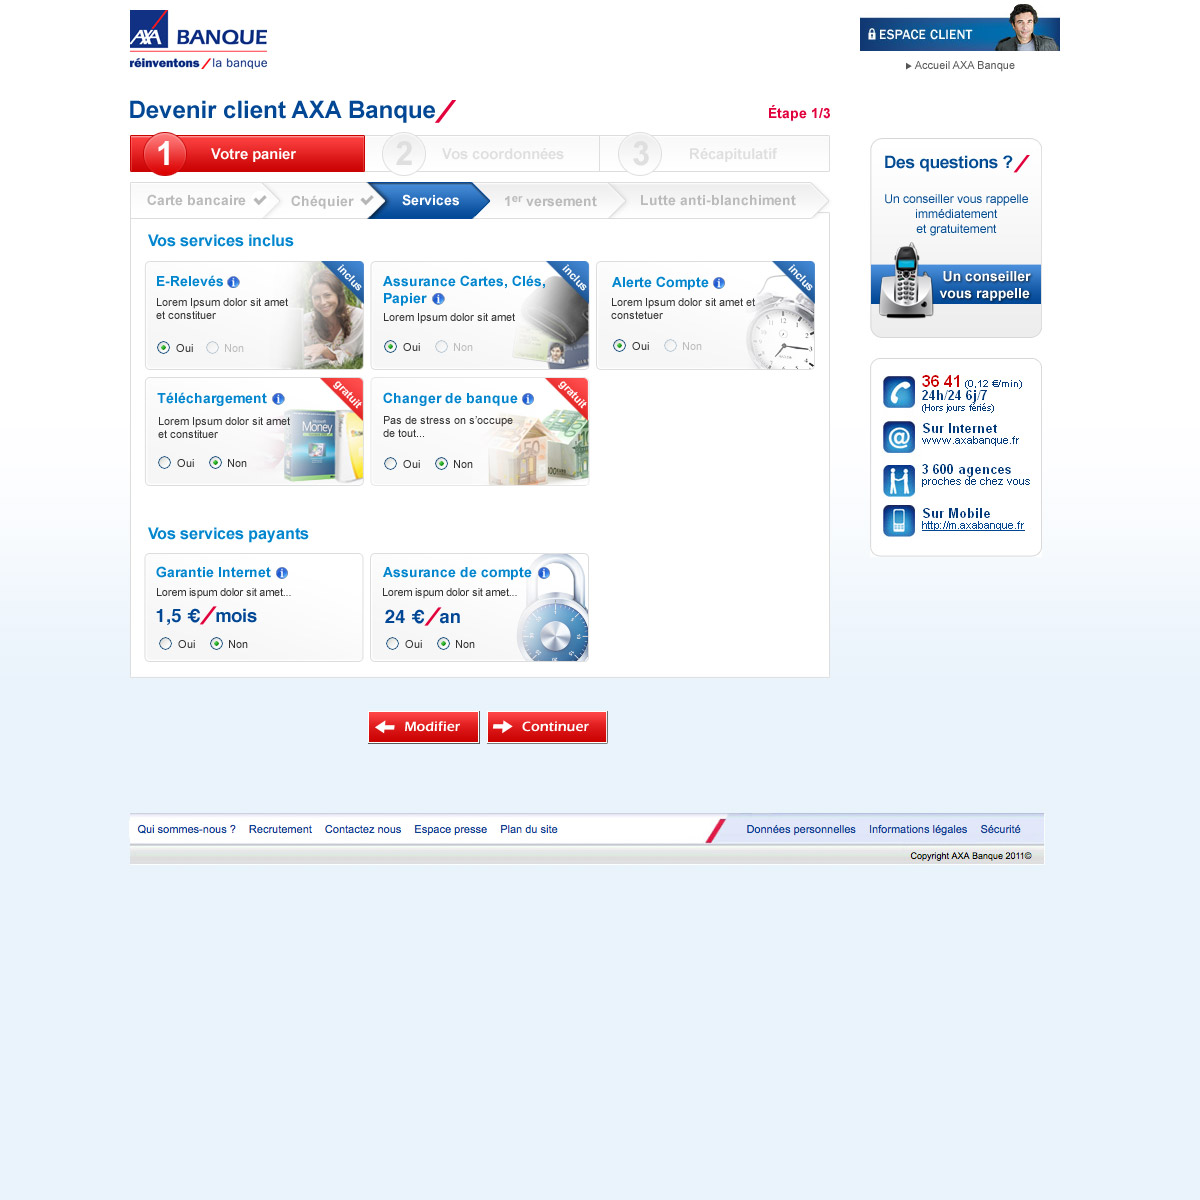 AXA BANQUE
réinventons / la banque
ESPACE CLIENT
Accueil AXA Banque
Devenir client AXA Banque
Étape 1/3
1 Votre panier
2 Vos coordonnées
3 Récapitulatif
Carte bancaire
Chéquier
Services
1er versement
Lutte anti-blanchiment
Vos services inclus
E-Relevés
inclus
Lorem Ipsum dolor sit amet
et constituer
Oui Non
Assurance Cartes, Clés,
Papier
inclus
Lorem Ipsum dolor sit amet
Oui Non
Alerte Compte
inclus
Lorem Ipsum dolor sit amet et
constetuer
Oui Non
Téléchargement
gratuit
Lorem Ipsum dolor sit amet
et constituer
Money
Oui Non
Changer de banque
gratuit
Pas de stress on s'occupe
de tout...
Oui Non
Vos services payants
Garantie Internet
Lorem ispum dolor sit amet...
1,5 €/mois
Oui Non
Assurance de compte
Lorem ispum dolor sit amet...
24 €/an
Oui Non
Modifier
Continuer
Des questions ?
Un conseiller vous rappelle
immédiatement
et gratuitement
Un conseiller
vous rappelle
36 41 (0,12 €/min)
24h/24 6j/7
(Hors jours fériés)
Sur Internet
www.axabanque.fr
3 600 agences
proches de chez vous
Sur Mobile
http://m.axabanque.fr
Qui sommes-nous ? Recrutement Contactez nous Espace presse Plan du site
Données personnelles Informations légales Sécurité
Copyright AXA Banque 2011©